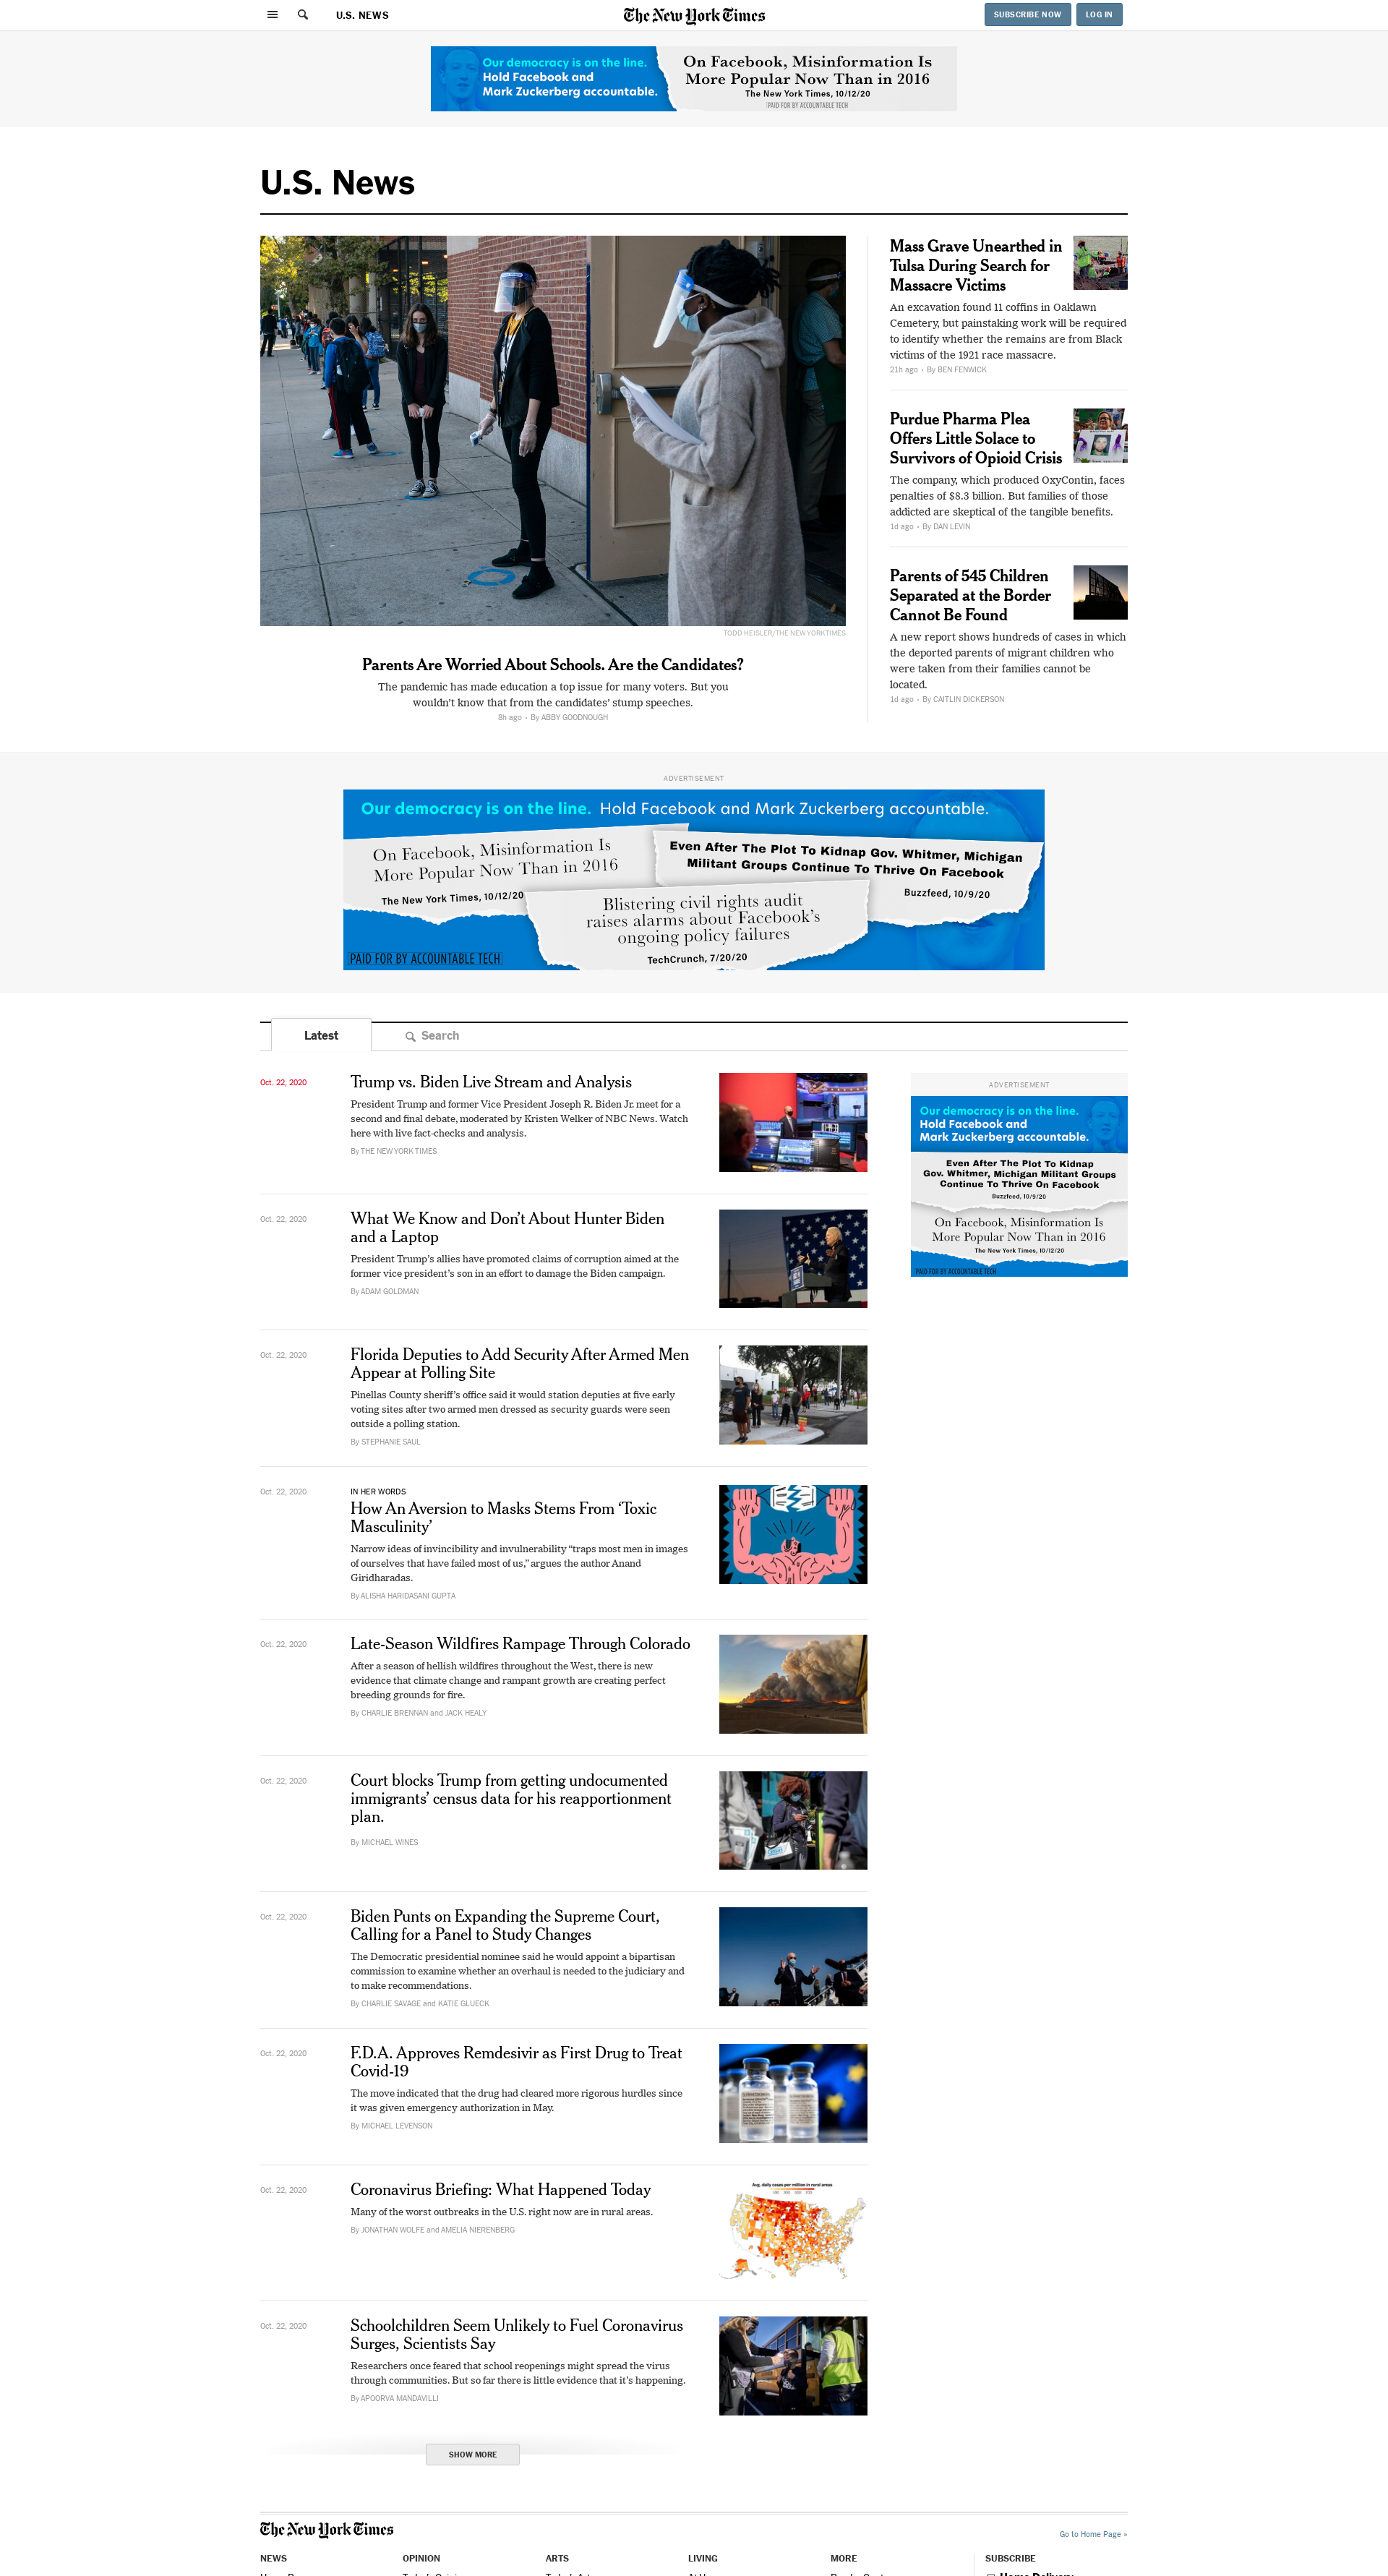 U.S. NEWS
The New York Times
SUBSCRIBE NOW
LOG IN
Our democracy is on the line.
Hold Facebook and
Mark Zuckerberg accountable.
On Facebook, Misinformation Is
More Popular Now Than in 2016
The New York Times, 10/12/20
PAID FOR BY ACCOUNTABLE TECH
U.S. News
TODD HEISLER/THE NEW YORK TIMES
Parents Are Worried About Schools. Are the Candidates?
The pandemic has made education a top issue for many voters. But you
wouldn't know that from the candidates' stump speeches.
8h ago • By ABBY GOODNOUGH
Mass Grave Unearthed in
Tulsa During Search for
Massacre Victims
An excavation found 11 coffins in Oaklawn
Cemetery, but painstaking work will be required
to identify whether the remains are from Black
victims of the 1921 race massacre.
21h ago • By BEN FENWICK
Purdue Pharma Plea
Offers Little Solace to
Survivors of Opioid Crisis
The company, which produced OxyContin, faces
penalties of $8.3 billion. But families of those
addicted are skeptical of the tangible benefits.
1d ago • By DAN LEVIN
Parents of 545 Children
Separated at the Border
Cannot Be Found
A new report shows hundreds of cases in which
the deported parents of migrant children who
were taken from their families cannot be
located.
1d ago • By CAITLIN DICKERSON
ADVERTISEMENT
Our democracy is on the line. Hold Facebook and Mark Zuckerberg accountable.
On Facebook, Misinformation Is
More Popular Now Than in 2016
The New York Times, 10/12/20
Even After The Plot To Kidnap Gov. Whitmer, Michigan
Militant Groups Continue To Thrive On Facebook
Buzzfeed, 10/9/20
Blistering civil rights audit
raises alarms about Facebook's
ongoing policy failures
TechCrunch, 7/20/20
PAID FOR BY ACCOUNTABLE TECH
Latest
Search
Oct. 22, 2020
Trump vs. Biden Live Stream and Analysis
President Trump and former Vice President Joseph R. Biden Jr. meet for a
second and final debate, moderated by Kristen Welker of NBC News. Watch
here with live fact-checks and analysis.
By THE NEW YORK TIMES
ADVERTISEMENT
Our democracy is on the line.
Hold Facebook and
Mark Zuckerberg accountable.
Even After The Plot To Kidnap
Gov. Whitmer, Michigan Militant Groups
Continue To Thrive On Facebook
Buzzfeed, 10/9/20
On Facebook, Misinformation Is
More Popular Now Than in 2016
The New York Times, 10/12/20
PAID FOR BY ACCOUNTABLE TECH
Oct. 22, 2020
What We Know and Don't About Hunter Biden
and a Laptop
President Trump's allies have promoted claims of corruption aimed at the
former vice president's son in an effort to damage the Biden campaign.
By ADAM GOLDMAN
Oct. 22, 2020
Florida Deputies to Add Security After Armed Men
Appear at Polling Site
Pinellas County sheriff's office said it would station deputies at five early
voting sites after two armed men dressed as security guards were seen
outside a polling station.
By STEPHANIE SAUL
Oct. 22, 2020
IN HER WORDS
How An Aversion to Masks Stems From ‘Toxic
Masculinity’
Narrow ideas of invincibility and invulnerability “traps most men in images
of ourselves that have failed most of us,” argues the author Anand
Giridharadas.
By ALISHA HARIDASANI GUPTA
Oct. 22, 2020
Late-Season Wildfires Rampage Through Colorado
After a season of hellish wildfires throughout the West, there is new
evidence that climate change and rampant growth are creating perfect
breeding grounds for fire.
By CHARLIE BRENNAN and JACK HEALY
Oct. 22, 2020
Court blocks Trump from getting undocumented
immigrants' census data for his reapportionment
plan.
By MICHAEL WINES
Oct. 22, 2020
Biden Punts on Expanding the Supreme Court,
Calling for a Panel to Study Changes
The Democratic presidential nominee said he would appoint a bipartisan
commission to examine whether an overhaul is needed to the judiciary and
to make recommendations.
By CHARLIE SAVAGE and KATIE GLUECK
Oct. 22, 2020
F.D.A. Approves Remdesivir as First Drug to Treat
Covid-19
The move indicated that the drug had cleared more rigorous hurdles since
it was given emergency authorization in May.
By MICHAEL LEVENSON
Oct. 22, 2020
Coronavirus Briefing: What Happened Today
Many of the worst outbreaks in the U.S. right now are in rural areas.
By JONATHAN WOLFE and AMELIA NIERENBERG
Avg. daily cases per million in rural areas
Oct. 22, 2020
Schoolchildren Seem Unlikely to Fuel Coronavirus
Surges, Scientists Say
Researchers once feared that school reopenings might spread the virus
through communities. But so far there is little evidence that it's happening.
By APOORVA MANDAVILLI
SHOW MORE
The New York Times
Go to Home Page »
NEWS
OPINION
ARTS
LIVING
MORE
SUBSCRIBE